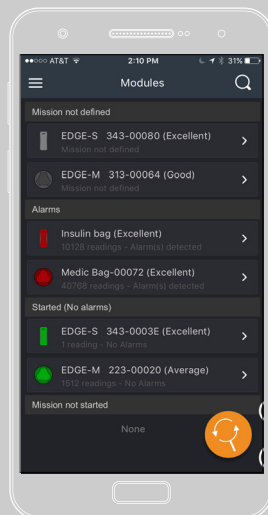 AT&T 2:10 PM 31%
Modules
Mission not defined
EDGE-S 343-00080 (Excellent)
Mission not defined
EDGE-M 313-00064 (Good)
Mission not defined
Alarms
Insulin bag (Excellent)
10128 readings - Alarm(s) detected
Medic Bag-00072 (Excellent)
40768 readings - Alarm(s) detected
Started (No alarms)
EDGE-S 343-0003E (Excellent)
1 reading - No Alarms
EDGE-M 223-00020 (Average)
1512 readings - No Alarms
Mission not started
None